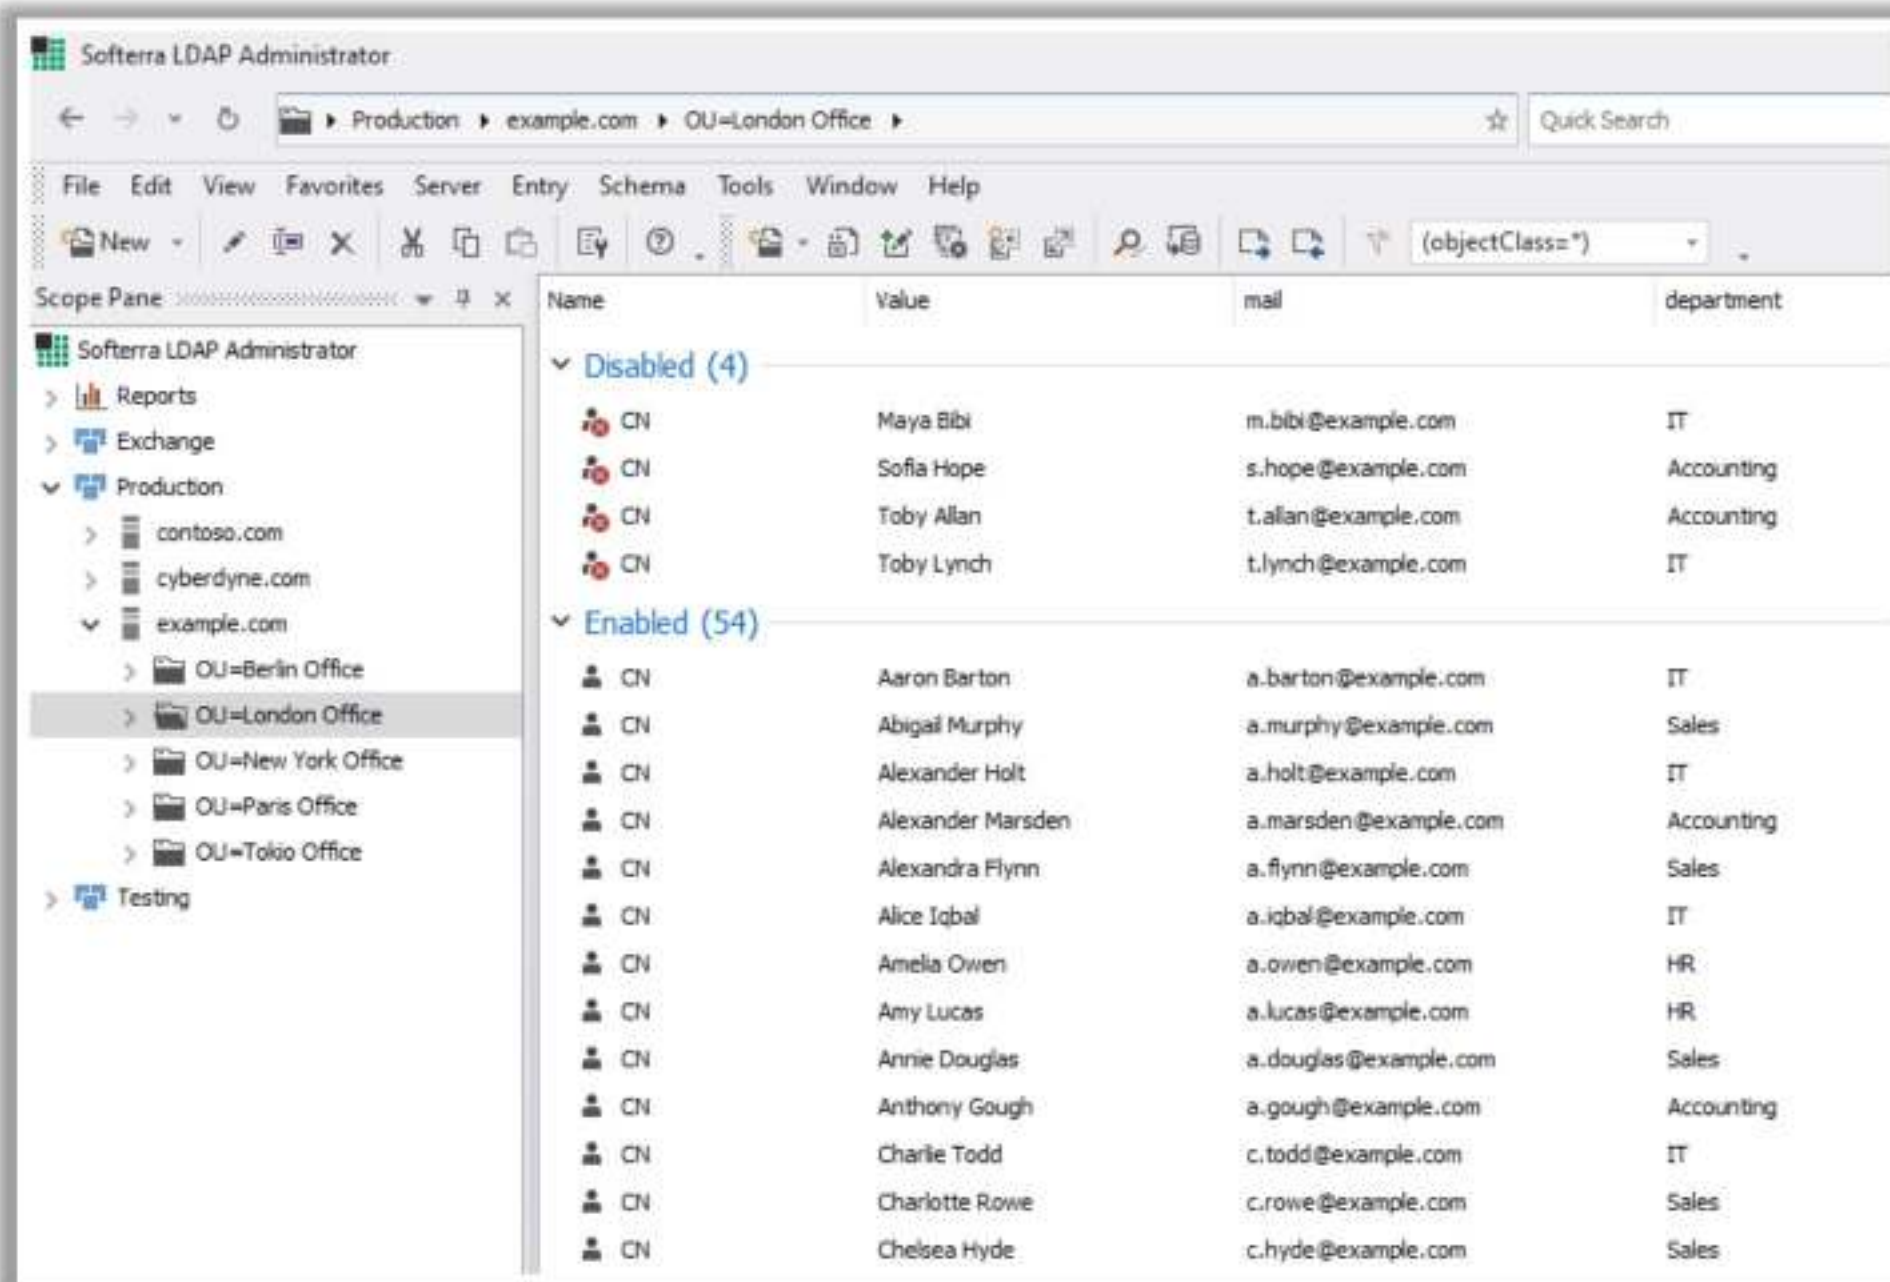 Softerra LDAP Administrator
Production example.com OU=London Office Quick Search
File Edit View Favorites Server Entry Schema Tools Window Help
New (objectClass=*)
Scope Pane
Softerra LDAP Administrator
Reports
Exchange
Production
contoso.com
cyberdyne.com
example.com
OU=Berlin Office
OU=London Office
OU=New York Office
OU=Paris Office
OU=Tokio Office
Testing
Name Value mail department
Disabled (4)
CN Maya Bibi m.bibi@example.com IT
CN Sofia Hope s.hope@example.com Accounting
CN Toby Allan t.allan@example.com Accounting
CN Toby Lynch t.lynch@example.com IT
Enabled (54)
CN Aaron Barton a.barton@example.com IT
CN Abigail Murphy a.murphy@example.com Sales
CN Alexander Holt a.holt@example.com IT
CN Alexander Marsden a.marsden@example.com Accounting
CN Alexandra Flynn a.flynn@example.com Sales
CN Alice Iqbal a.iqbal@example.com IT
CN Amelia Owen a.owen@example.com HR
CN Amy Lucas a.lucas@example.com HR
CN Annie Douglas a.douglas@example.com Sales
CN Anthony Gough a.gough@example.com Accounting
CN Charlie Todd c.todd@example.com IT
CN Charlotte Rowe c.rowe@example.com Sales
CN Chelsea Hyde c.hyde@example.com Sales